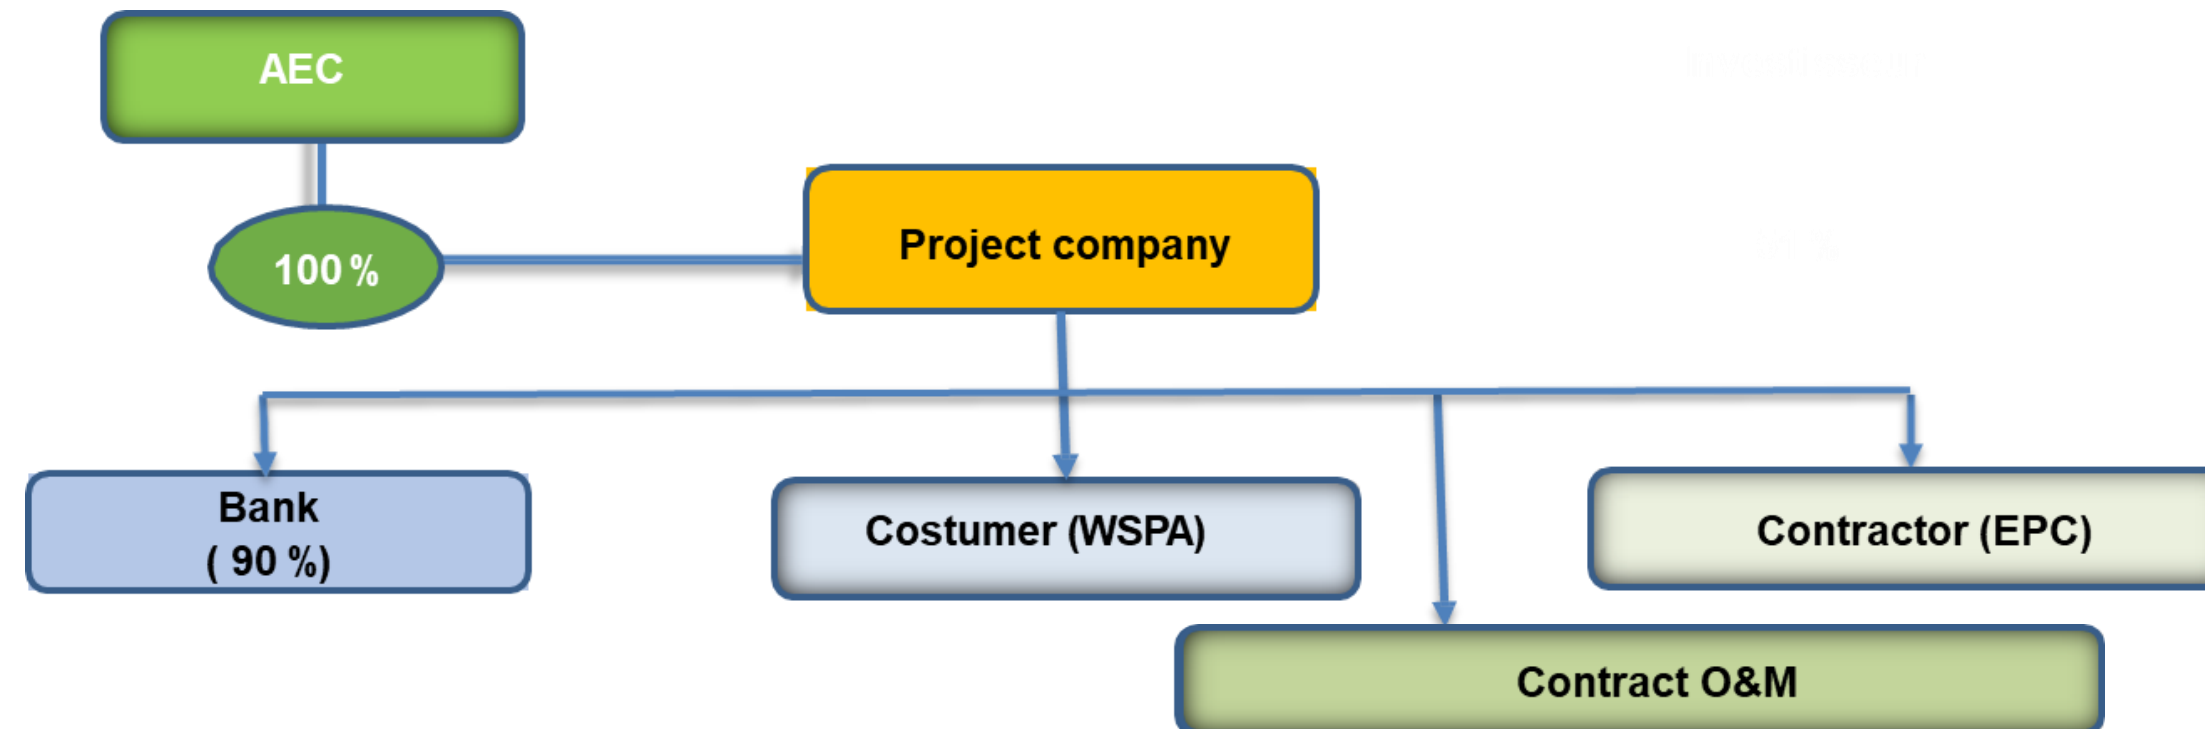 AEC
100 %
Project company
Bank
( 90 %)
Costumer (WSPA)
Contractor (EPC)
Contract O&M